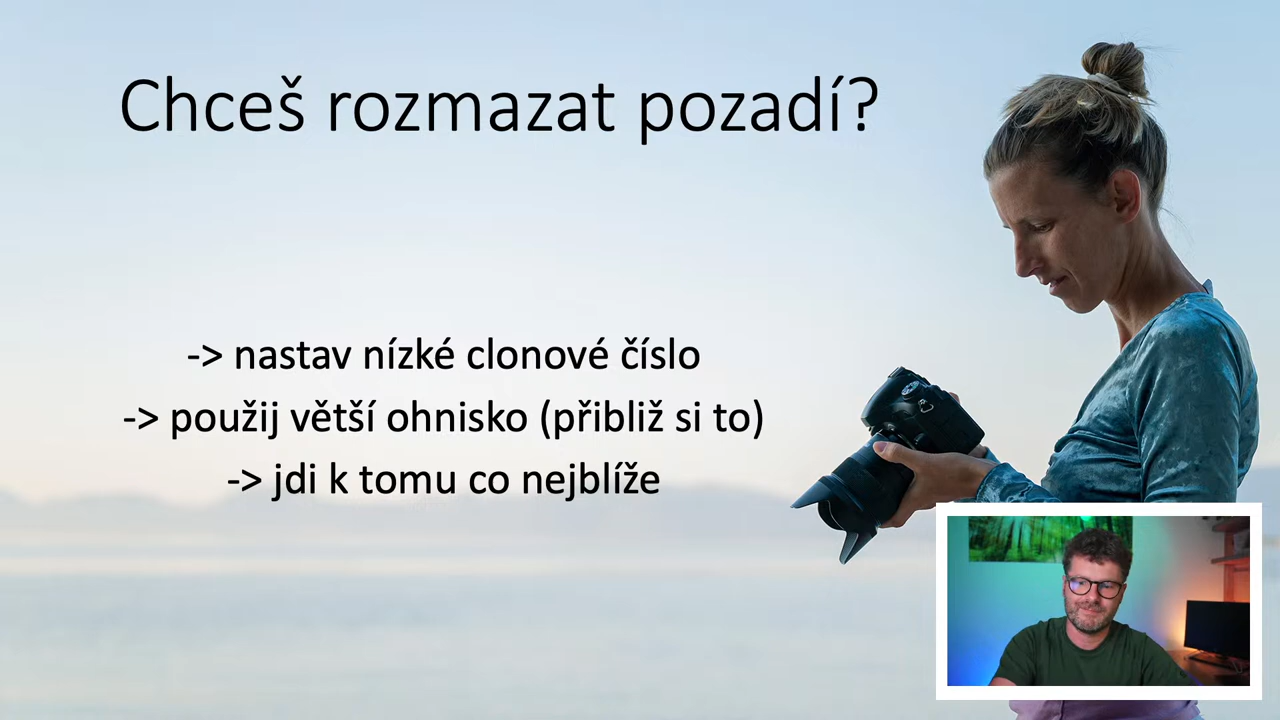 Chceš rozmazat pozadí?
-> nastav nízké clonové číslo
-> použij větší ohnisko (přibliž si to)
-> jdi k tomu co nejblíže